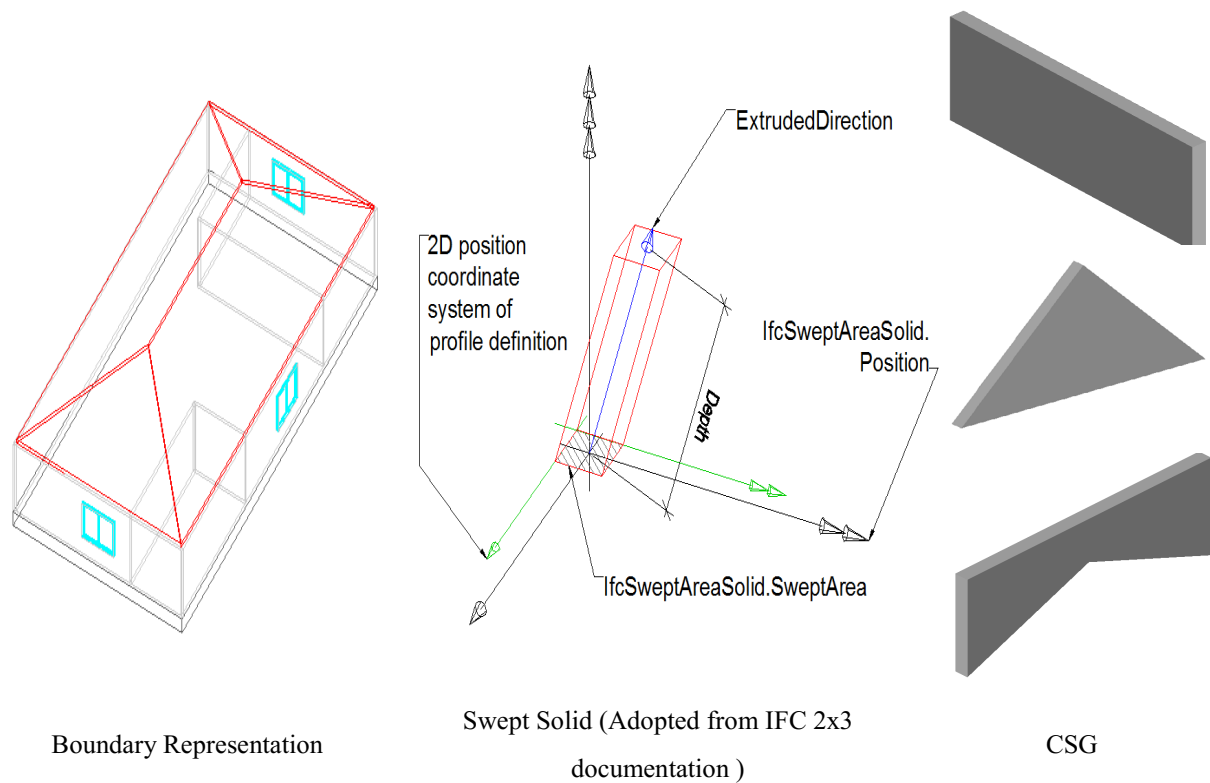 ExtrudedDirection
2D position
coordinate
system of
profile definition
IfcSweptAreaSolid.
Position
Depth
IfcSweptAreaSolid.SweptArea
Boundary Representation
Swept Solid (Adopted from IFC 2x3
documentation )
CSG